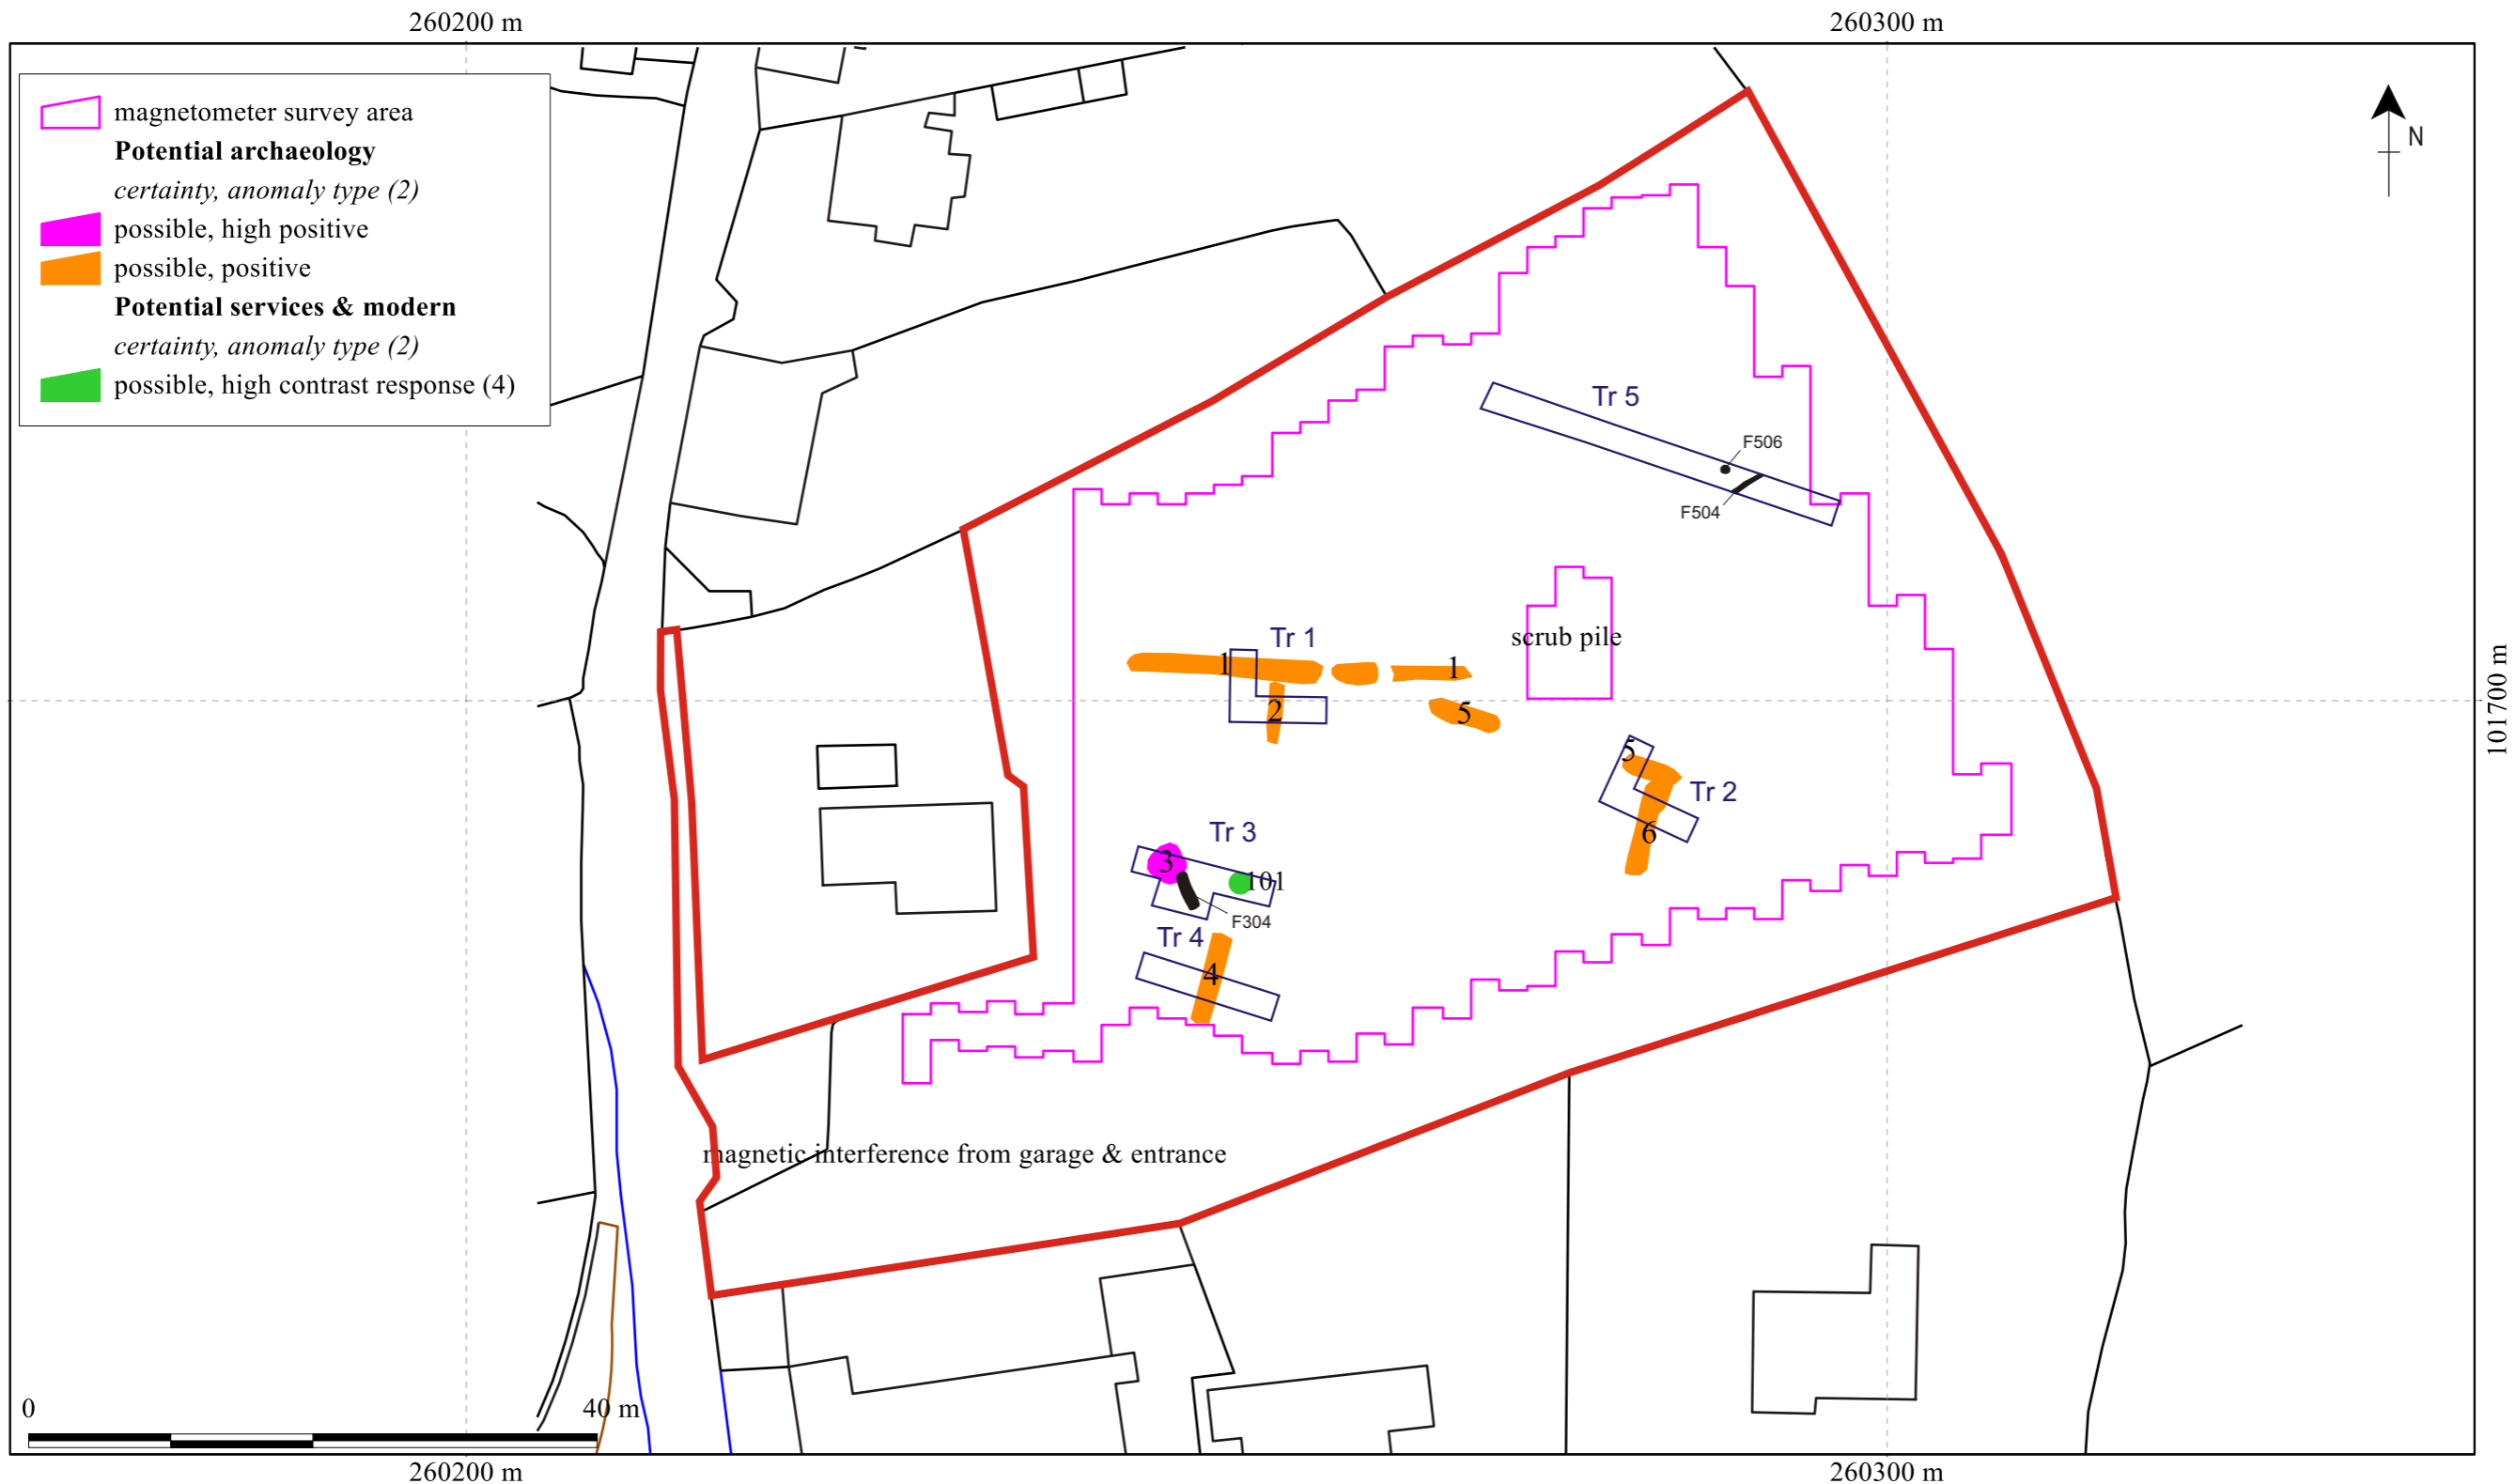 260200 m
260300 m
magnetometer survey area
Potential archaeology
certainty, anomaly type (2)
possible, high positive
possible, positive
Potential services & modern
certainty, anomaly type (2)
possible, high contrast response (4)
N
Tr 5
F506
F504
scrub pile
Tr 1
1
1
2
5
101700 m
5
Tr 2
6
Tr 3
3
101
F304
Tr 4
4
magnetic interference from garage & entrance
0
40 m
260200 m
260300 m